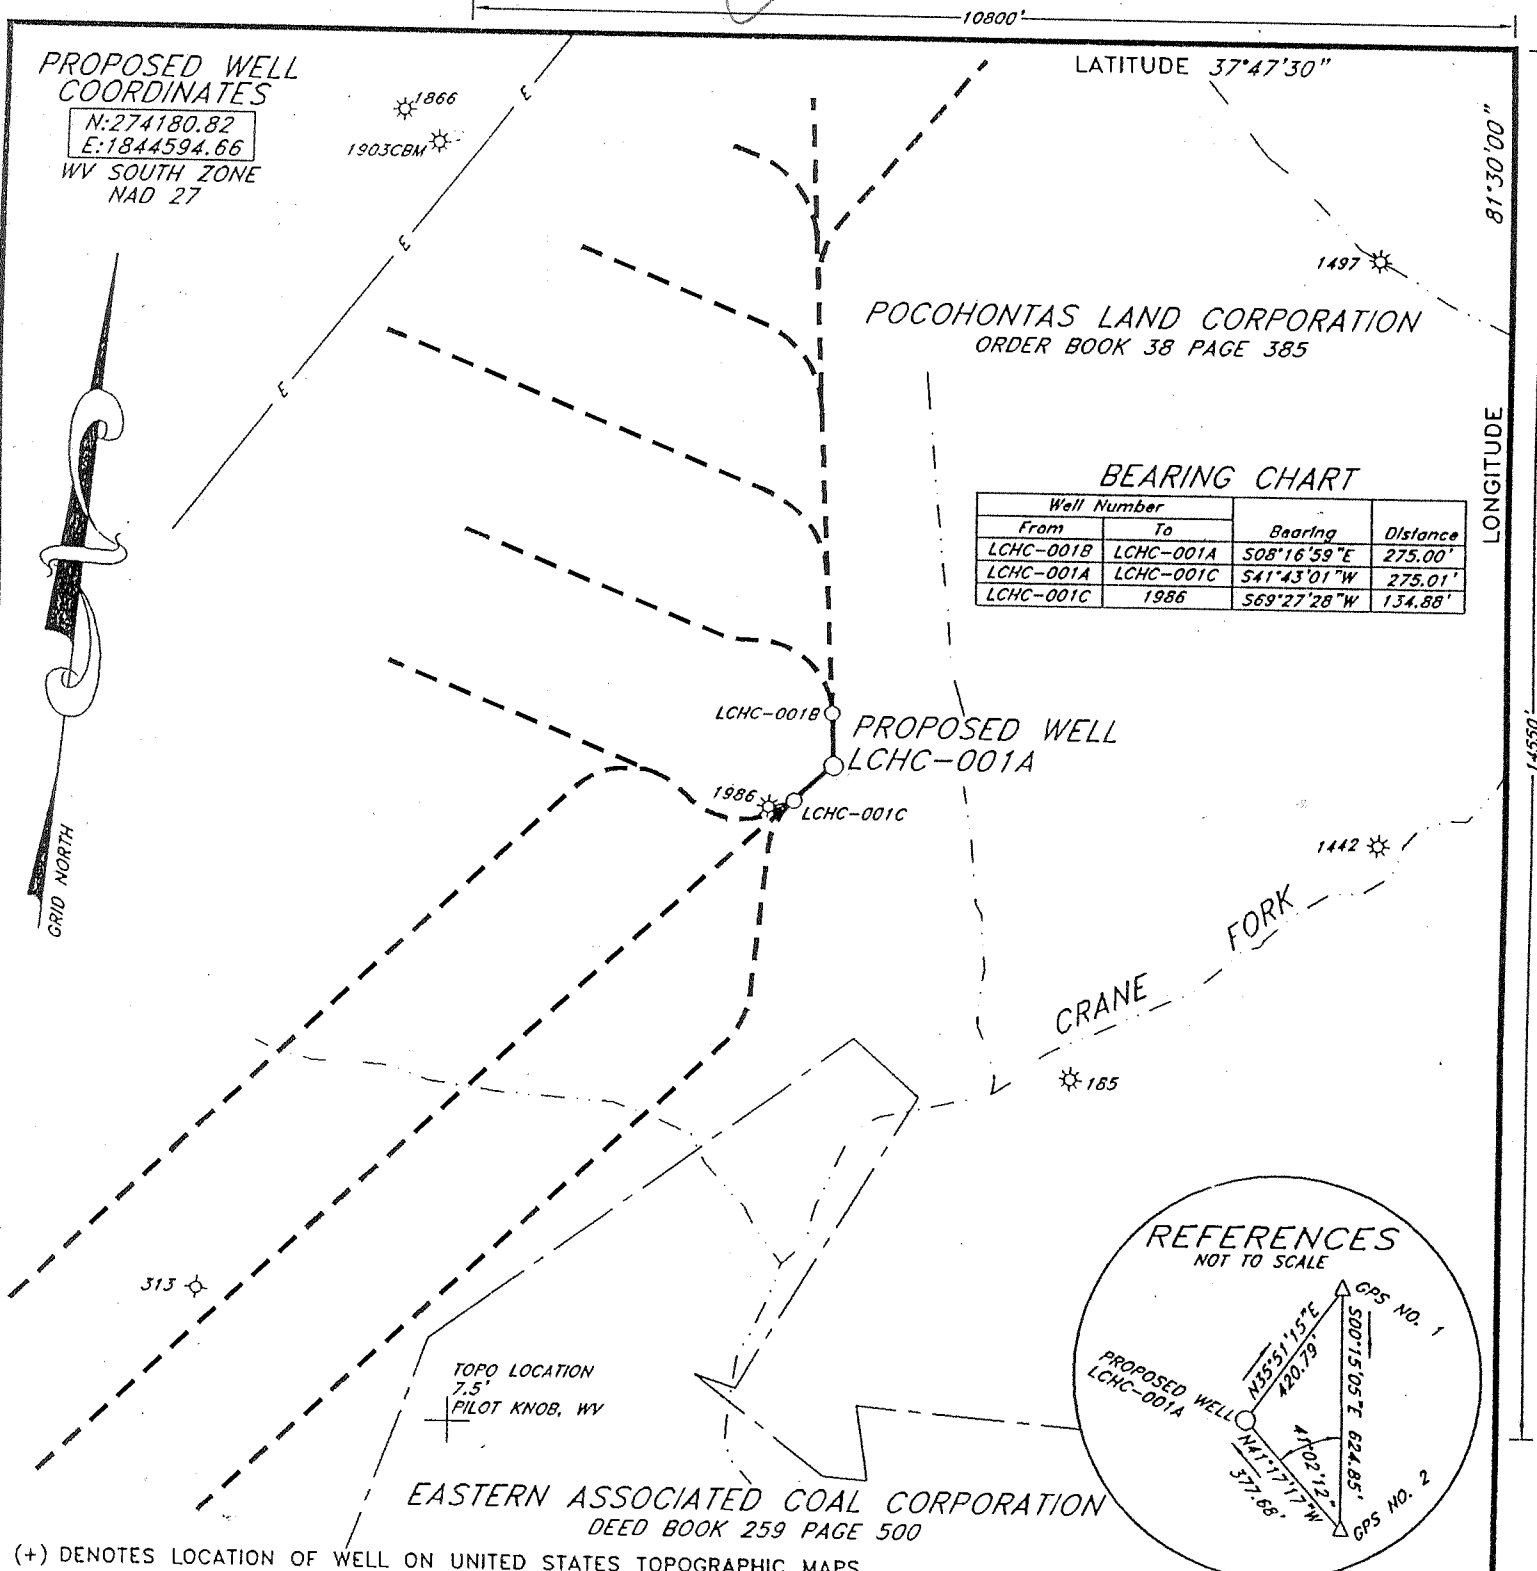 10800'
PROPOSED WELL
COORDINATES
N:274180.82
E:1844594.66
WV SOUTH ZONE
NAD 27
1866
1903CBM
E
E
E
LATITUDE 37°47'30"
81°30'00"
LONGITUDE
1497
POCOHONTAS LAND CORPORATION
ORDER BOOK 38 PAGE 385
BEARING CHART
Well Number
From To Bearing Distance
LCHC-001B LCHC-001A S08°16'59"E 275.00'
LCHC-001A LCHC-001C S41°43'01"W 275.01'
LCHC-001C 1986 S69°27'28"W 134.88'
14550'
LCHC-001B
PROPOSED WELL
LCHC-001A
1986
LCHC-001C
GRID NORTH
1442
CRANE FORK
185
313
REFERENCES
NOT TO SCALE
GPS NO. 1
N35°51'15"E
420.79'
S00°15'05"E 624.85'
PROPOSED WELL
LCHC-001A
N41°17'17"W
377.68'
41°02'12"
GPS NO. 2
TOPO LOCATION
7.5'
PILOT KNOB, WV
EASTERN ASSOCIATED COAL CORPORATION
DEED BOOK 259 PAGE 500
(+) DENOTES LOCATION OF WELL ON UNITED STATES TOPOGRAPHIC MAPS